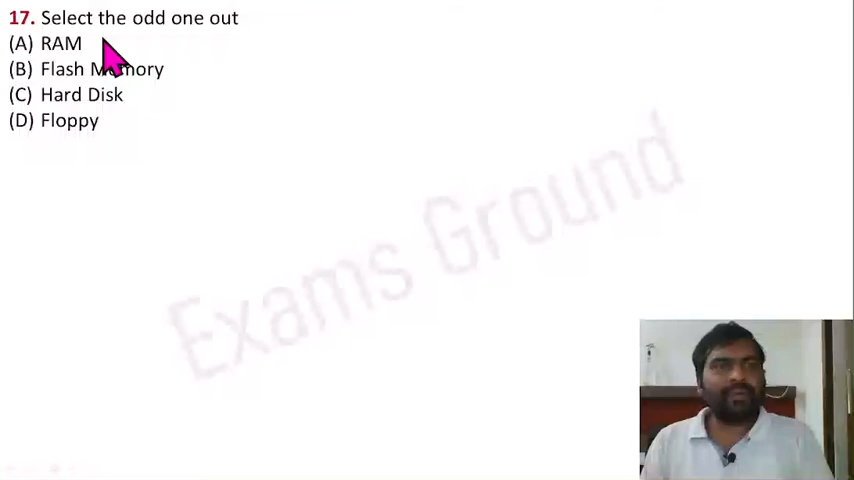 17. Select the odd one out
(A) RAM
(B) Flash Memory
(C) Hard Disk
(D) Floppy
Exams Ground